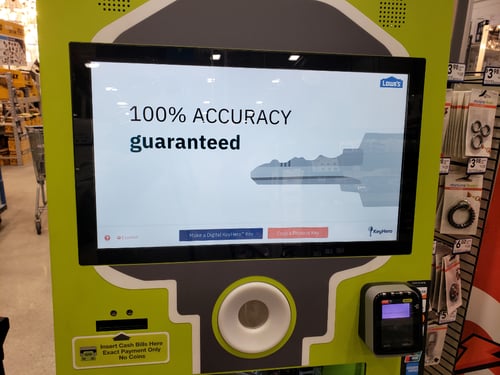 Lowe's
100% ACCURACY
guaranteed
Make a Digital KeyHero™ Key
Copy a Physical Key
KeyHero
Insert Cash Bills Here
Exact Payment Only
No Coins